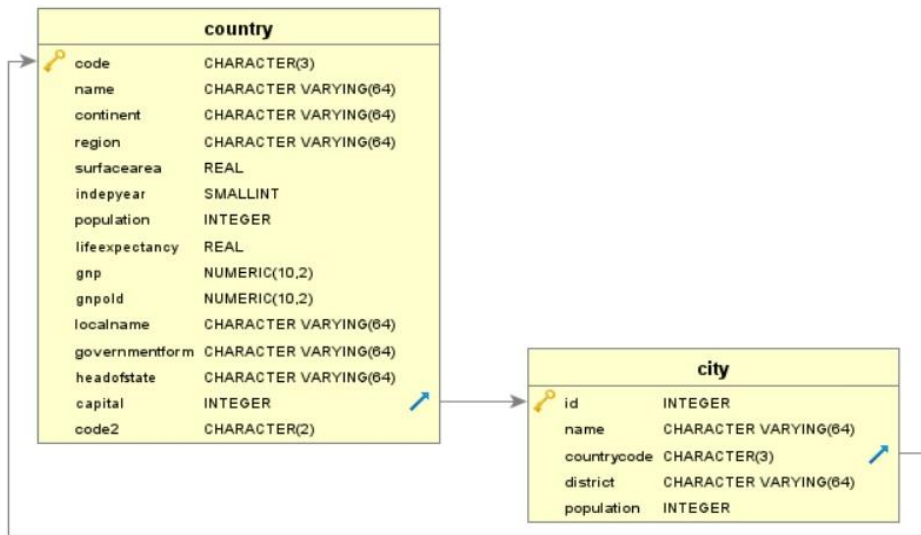 country
code CHARACTER(3)
name CHARACTER VARYING(64)
continent CHARACTER VARYING(64)
region CHARACTER VARYING(64)
surfacearea REAL
indepyear SMALLINT
population INTEGER
lifeexpectancy REAL
gnp NUMERIC(10,2)
gnpold NUMERIC(10,2)
localname CHARACTER VARYING(64)
governmentform CHARACTER VARYING(64)
headofstate CHARACTER VARYING(64)
capital INTEGER
code2 CHARACTER(2)
city
id INTEGER
name CHARACTER VARYING(64)
countrycode CHARACTER(3)
district CHARACTER VARYING(64)
population INTEGER